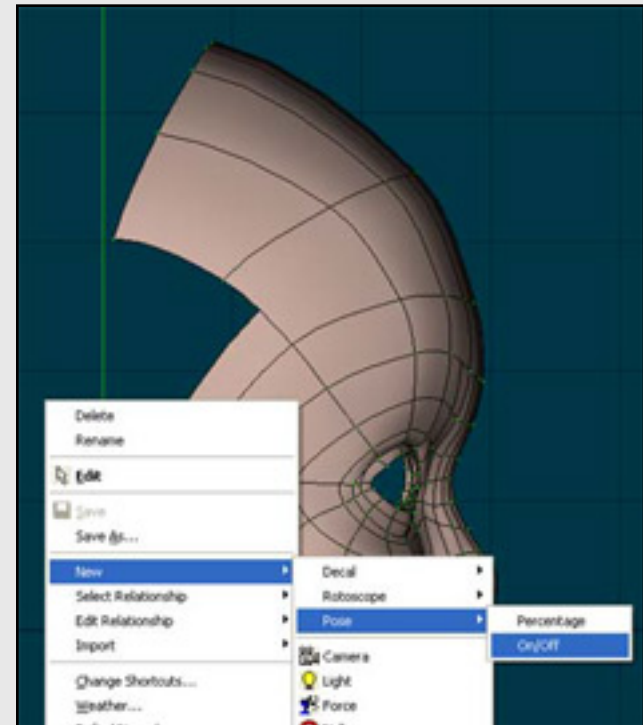 Delete
Rename
Edit
Save
Save As...
New
Select Relationship
Edit Relationship
Import
Change Shortcuts...
Weather...
Decal
Rotoscope
Pose
Camera
Light
Force
Percentage
On/Off